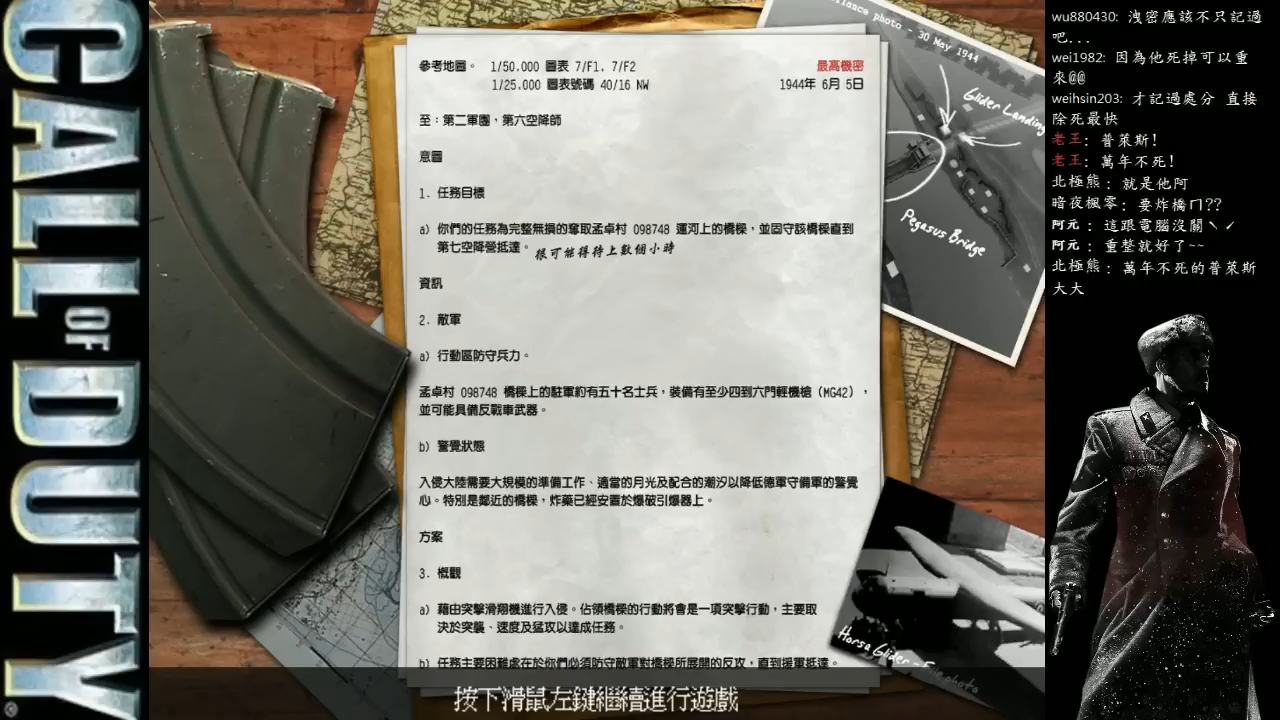 CALL OF DUTY
參考地圖。 1/50.000 圖表 7/F1. 7/F2
最高機密
1/25.000 圖表號碼 40/16 NW
1944年 6月 5日
至：第二軍團，第六空降師
意圖
1. 任務目標
a) 你們的任務為完整無損的奪取孟卓村 098748 運河上的橋樑，並固守該橋樑直到
第七空降營抵達。
很可能得待上數個小時
資訊
2. 敵軍
a) 行動區防守兵力。
孟卓村 098748 橋樑上的駐軍約有五十名士兵，裝備有至少四到六門輕機槍（MG42），
並可能具備反戰車武器。
b) 警覺狀態
入侵大陸需要大規模的準備工作、適當的月光及配合的潮汐以降低德軍守備軍的警覺
心。特別是鄰近的橋樑，炸藥已經安置於爆破引爆器上。
方案
3. 概觀
a) 藉由突擊滑翔機進行入侵。佔領橋樑的行動將會是一項突擊行動，主要取
決於突襲、速度及猛攻以達成任務。
b) 任務主要困難處在於你們必須防守敵軍對橋樑所展開的反攻，直到援軍抵達。
按下滑鼠左鍵繼續進行遊戲
photo - 30 May 1944
Glider Landing
Pegasus Bridge
Horsa Glider -
photo
wu880430: 洩密應該不只記過
吧...
wei1982: 因為他死掉可以重
來@@
weihsin203: 才記過處分 直接
除死最快
老王: 普萊斯!
老王: 萬年不死!
北極熊: 就是他阿
暗夜楓零: 要炸橋ㄇ??
阿元: 這跟電腦沒關ㄟˊ
阿元: 重整就好了~~
北極熊: 萬年不死的普萊斯
大大